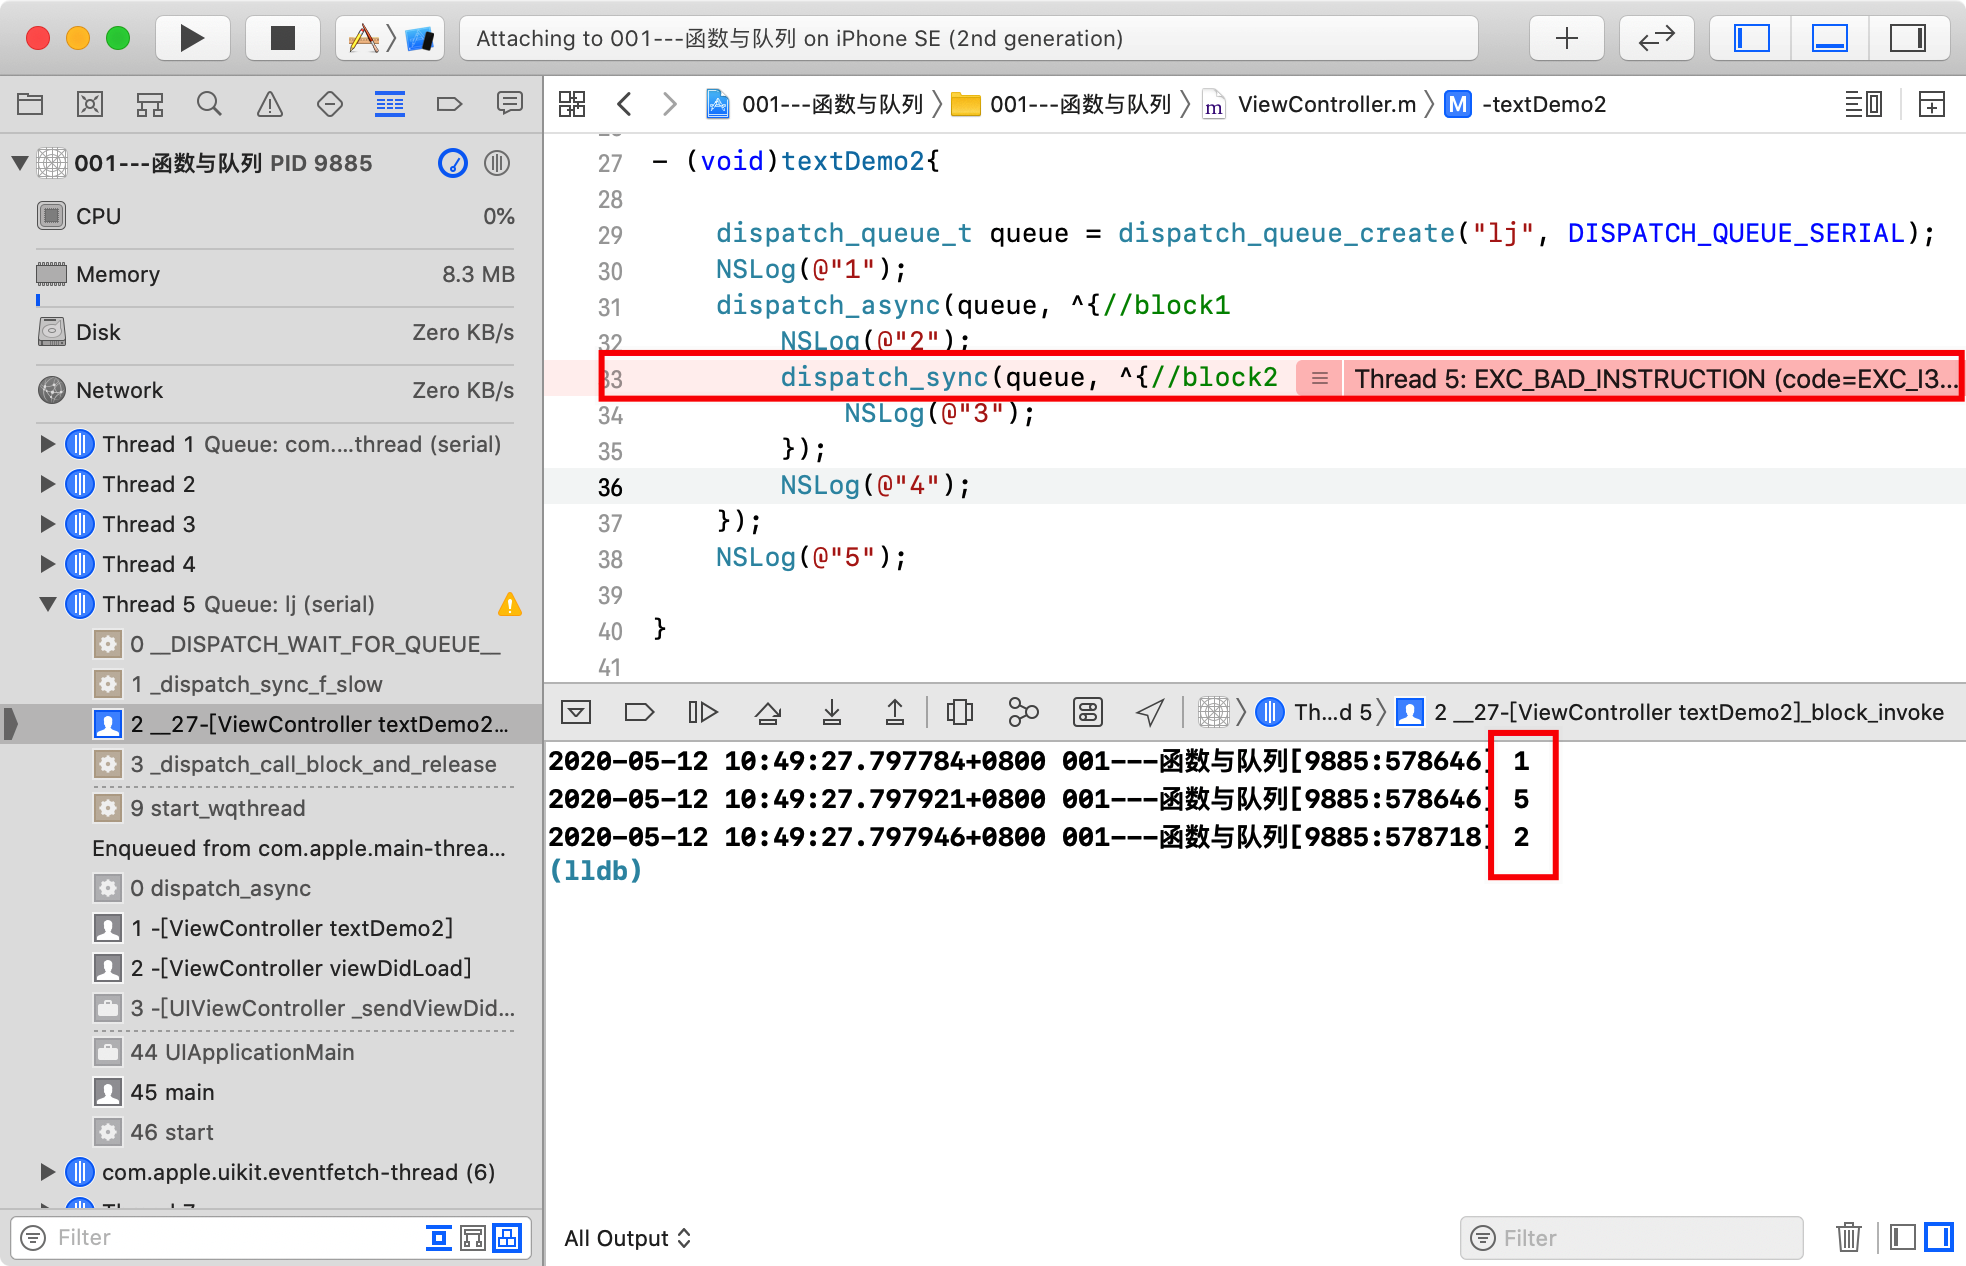 Attaching to 001---函数与队列 on iPhone SE (2nd generation)
001---函数与队列 PID 9885
CPU 0%
Memory 8.3 MB
Disk Zero KB/s
Network Zero KB/s
Thread 1 Queue: com....thread (serial)
Thread 2
Thread 3
Thread 4
Thread 5 Queue: lj (serial)
0 __DISPATCH_WAIT_FOR_QUEUE__
1 _dispatch_sync_f_slow
2 __27-[ViewController textDemo2...
3 _dispatch_call_block_and_release
9 start_wqthread
Enqueued from com.apple.main-threa...
0 dispatch_async
1 -[ViewController textDemo2]
2 -[ViewController viewDidLoad]
3 -[UIViewController _sendViewDid...
44 UIApplicationMain
45 main
46 start
com.apple.uikit.eventfetch-thread (6)
Filter
001---函数与队列 001---函数与队列 m ViewController.m M -textDemo2
27 - (void)textDemo2{
28
29 dispatch_queue_t queue = dispatch_queue_create("lj", DISPATCH_QUEUE_SERIAL);
30 NSLog(@"1");
31 dispatch_async(queue, ^{//block1
32 NSLog(@"2");
33 dispatch_sync(queue, ^{//block2 Thread 5: EXC_BAD_INSTRUCTION (code=EXC_I3...
34 NSLog(@"3");
35 });
36 NSLog(@"4");
37 });
38 NSLog(@"5");
39
40 }
41
Th...d 5 2 __27-[ViewController textDemo2]_block_invoke
2020-05-12 10:49:27.797784+0800 001---函数与队列[9885:578646] 1
2020-05-12 10:49:27.797921+0800 001---函数与队列[9885:578646] 5
2020-05-12 10:49:27.797946+0800 001---函数与队列[9885:578718] 2
(lldb)
All Output
Filter